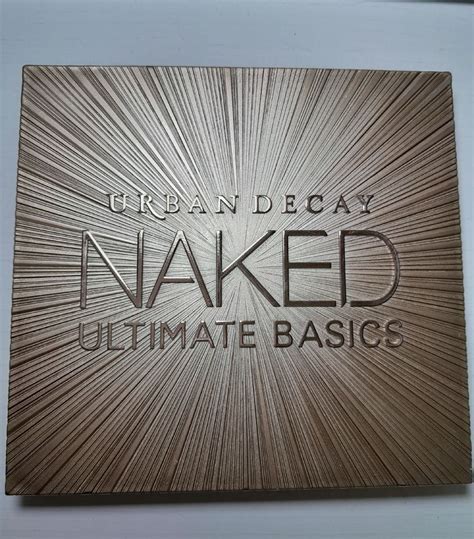 URBAN DECAY
NAKED
ULTIMATE BASICS